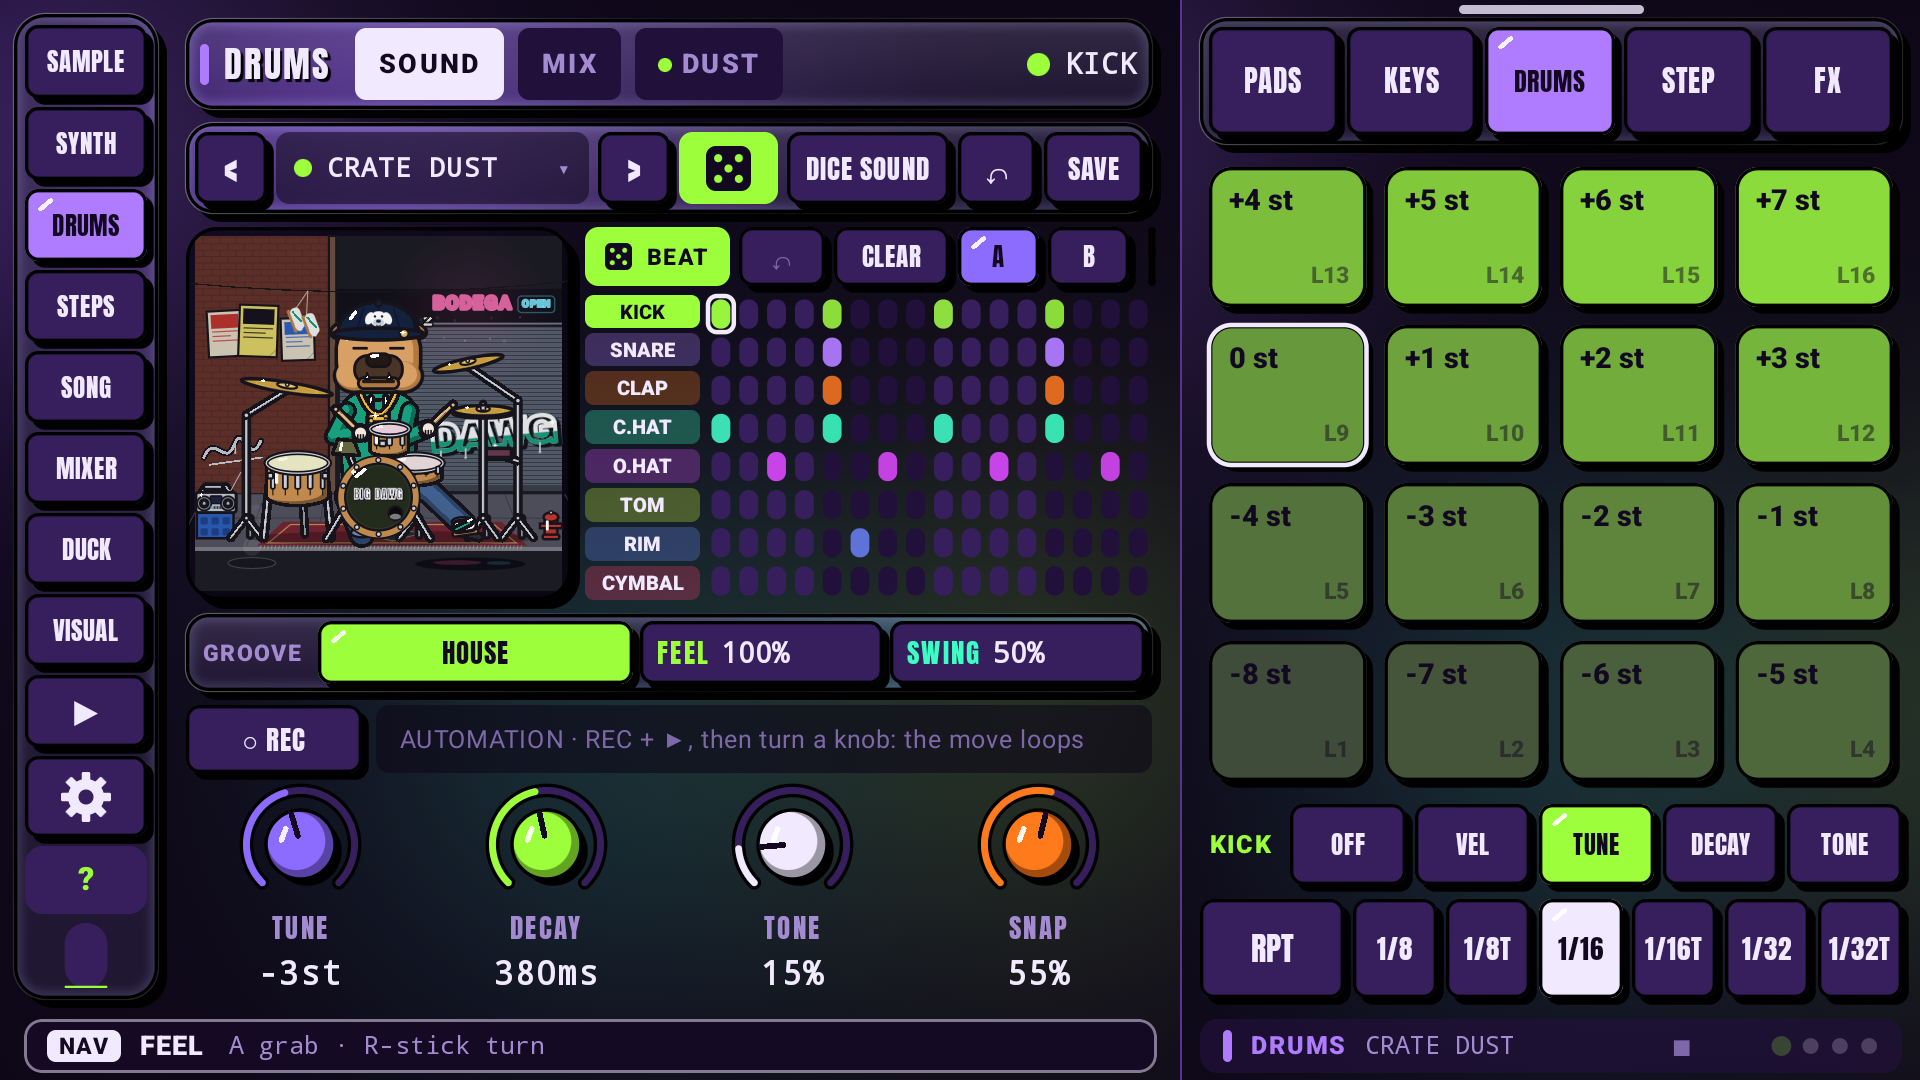 SAMPLE
SYNTH
DRUMS
STEPS
SONG
MIXER
DUCK
VISUAL
▶
?
DRUMS SOUND MIX DUST KICK
< CRATE DUST ▾ > DICE SOUND SAVE
BODEGA OPEN
DAWG
BIG DAWG
BEAT CLEAR A B
KICK
SNARE
CLAP
C.HAT
O.HAT
TOM
RIM
CYMBAL
GROOVE HOUSE FEEL 100% SWING 50%
○ REC AUTOMATION · REC + ▶, then turn a knob: the move loops
TUNE DECAY TONE SNAP
-3st 380ms 15% 55%
NAV FEEL A grab · R-stick turn
PADS KEYS DRUMS STEP FX
+4 st +5 st +6 st +7 st
L13 L14 L15 L16
0 st +1 st +2 st +3 st
L9 L10 L11 L12
-4 st -3 st -2 st -1 st
L5 L6 L7 L8
-8 st -7 st -6 st -5 st
L1 L2 L3 L4
KICK OFF VEL TUNE DECAY TONE
RPT 1/8 1/8T 1/16 1/16T 1/32 1/32T
DRUMS CRATE DUST